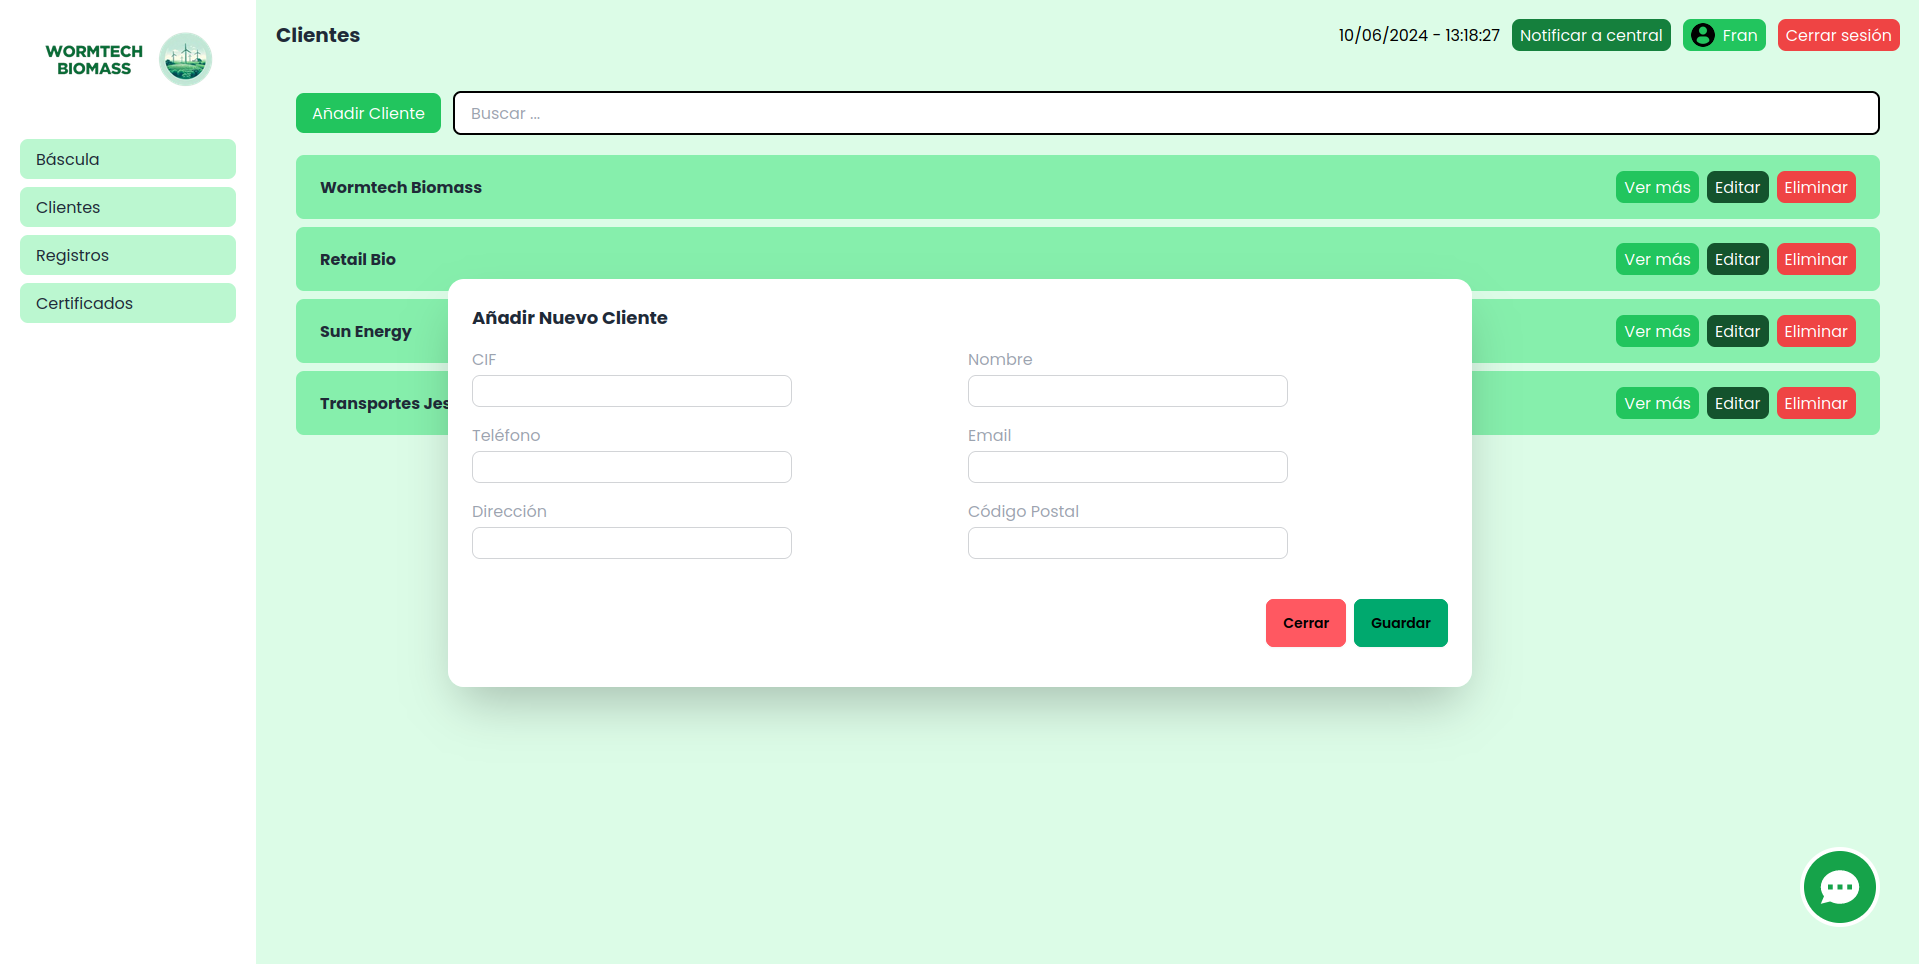 WORMTECH
BIOMASS
Báscula
Clientes
Registros
Certificados
Clientes
10/06/2024 - 13:18:27
Notificar a central
Fran
Cerrar sesión
Añadir Cliente
Buscar ...
Wormtech Biomass
Ver más Editar Eliminar
Retail Bio
Ver más Editar Eliminar
Sun Energy
Ver más Editar Eliminar
Transportes Jes
Ver más Editar Eliminar
Añadir Nuevo Cliente
CIF
Nombre
Teléfono
Email
Dirección
Código Postal
Cerrar
Guardar